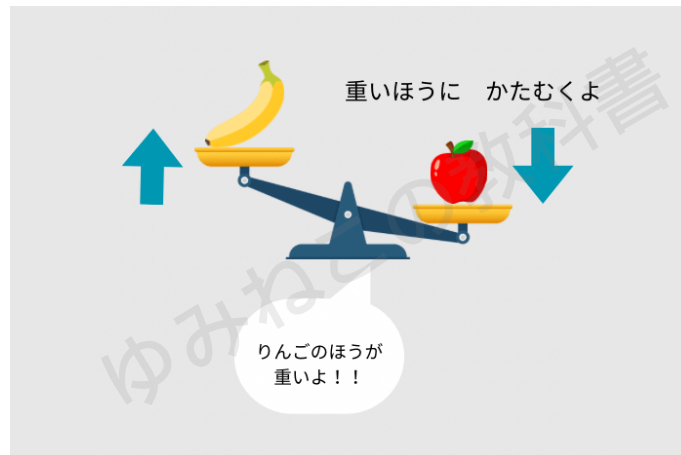 重いほうに　かたむくよ
りんごのほうが
重いよ！！
ゆみねこの教科書